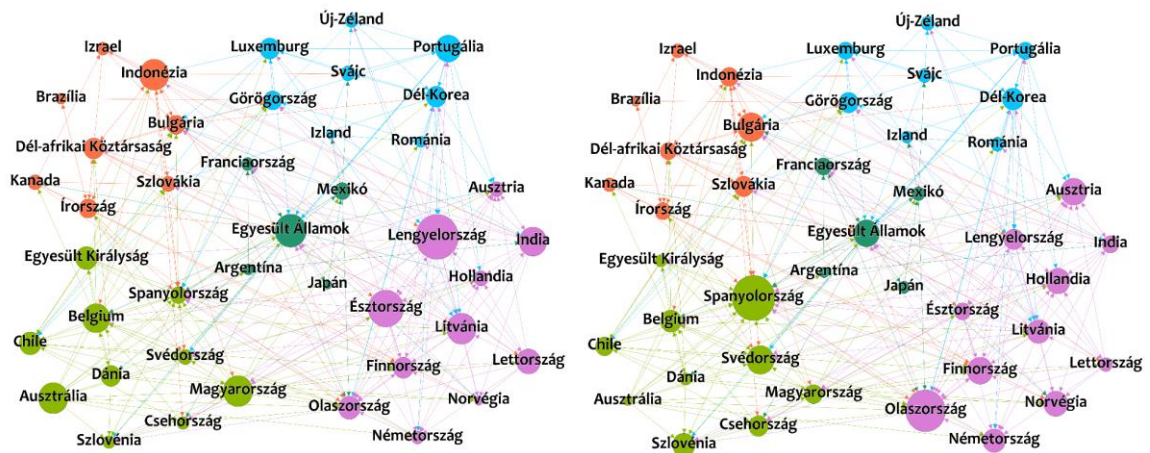 Új-Zéland
Izrael
Luxemburg
Portugália
Indonézia
Svájc
Brazília
Görögország
Dél-Korea
Bulgária
Izland
Románia
Dél-afrikai Köztársaság
Franciaország
Kanada
Szlovákia
Mexikó
Ausztria
Írország
Egyesült Államok
Lengyelország
India
Egyesült Királyság
Argentína
Hollandia
Spanyolország
Japán
Észtország
Belgium
Litvánia
Chile
Svédország
Lettország
Dánia
Finnország
Ausztrália
Magyarország
Olaszország
Norvégia
Csehország
Németország
Szlovénia
Új-Zéland
Izrael
Luxemburg
Portugália
Indonézia
Svájc
Brazília
Görögország
Dél-Korea
Bulgária
Izland
Románia
Dél-afrikai Köztársaság
Franciaország
Kanada
Szlovákia
Mexikó
Ausztria
Írország
Egyesült Államok
Lengyelország
India
Egyesült Királyság
Argentína
Hollandia
Spanyolország
Japán
Észtország
Belgium
Litvánia
Chile
Svédország
Lettország
Dánia
Finnország
Ausztrália
Magyarország
Olaszország
Norvégia
Csehország
Németország
Szlovénia